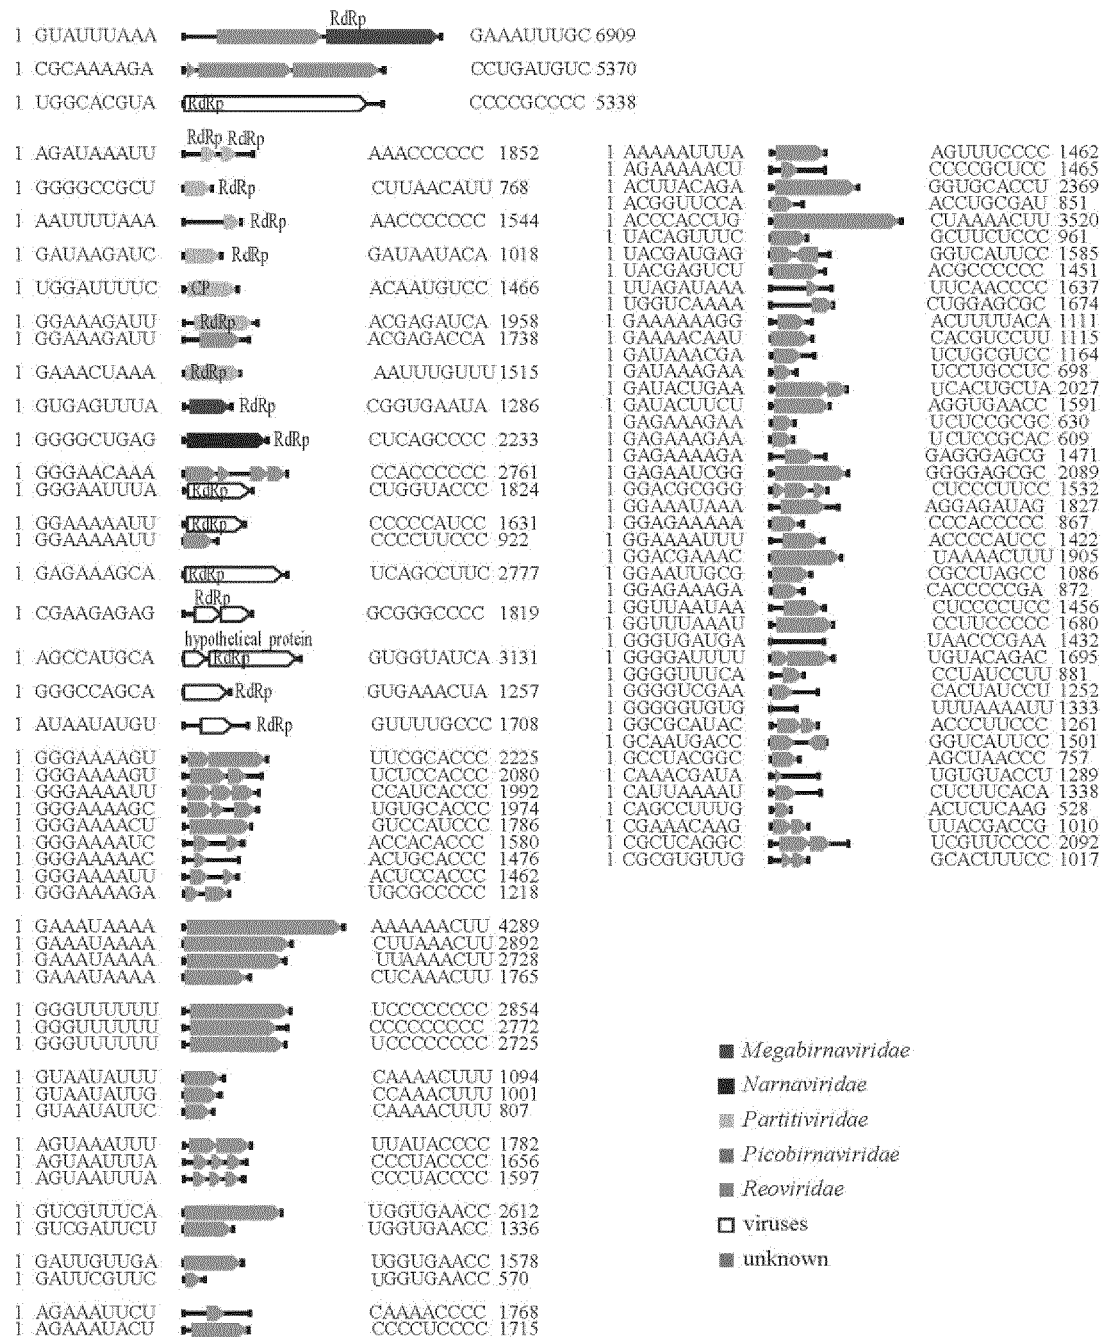 RdRp
1 GUAUUUAAA GAAAUUUGC 6909
1 CGCAAAAGA CCUGAUGUC 5370
1 UGGCACGUA RdRp CCCCGCCCC 5338
RdRp RdRp
1 AGAUAAAUU AAACCCCCC 1852
1 GGGGCCGCU RdRp CUUAACAUU 768
1 AAUUUUAAA RdRp AACCCCCCC 1544
1 GAUAAGAUC RdRp GAUAAUACA 1018
1 UGGAUUUUC CP ACAAUGUCC 1466
1 GGAAAGAUU RdRp ACGAGAUCA 1958
1 GGAAAGAUU ACGAGACCA 1738
1 GAAACUAAA RdRp AAUUUGUUU 1515
1 GUGAGUUUA RdRp CGGUGAAUA 1286
1 GGGGCUGAG RdRp CUCAGCCCC 2233
1 GGGAACAAA CCACCCCCC 2761
1 GGGAAUUUA RdRp CUGGUACCC 1824
1 GGAAAAAUU RdRp CCCCCAUCC 1631
1 GGAAAAAUU CCCCUUCCC 922
1 GAGAAAGCA RdRp UCAGCCUUC 2777
RdRp
1 CGAAGAGAG GCGGGCCCC 1819
hypothetical protein
1 AGCCAUGCA RdRp GUGGUAUCA 3131
1 GGGCCAGCA RdRp GUGAAACUA 1257
1 AUAAUAUGU RdRp GUUUUGCCC 1708
1 GGGAAAAGU UUCGCACCC 2225
1 GGGAAAAGU UCUCCACCC 2080
1 GGGAAAAUU CCAUCACCC 1992
1 GGGAAAAGC UGUGCACCC 1974
1 GGGAAAACU GUCCAUCCC 1786
1 GGGAAAAUC ACCACACCC 1580
1 GGGAAAAAC ACUGCACCC 1476
1 GGGAAAAUU ACUCCACCC 1462
1 GGGAAAAGA UGCGCCCCC 1218
1 GAAAUAAAA AAAAAACUU 4289
1 GAAAUAAAA CUUAAACUU 2892
1 GAAAUAAAA UUAAAACUU 2728
1 GAAAUAAAA CUCAAACUU 1765
1 GGGUUUUUU UCCCCCCCC 2854
1 GGGUUUUUU CCCCCCCCC 2772
1 GGGUUUUUU UCCCCCCCC 2725
1 GUAAUAUUU CAAAACUUU 1094
1 GUAAUAUUG CCAAACUUU 1001
1 GUAAUAUUC CAAAACUUU 807
1 AGUAAAUUU UUAUACCCC 1782
1 AGUAAUUUA CCCUACCCC 1656
1 AGUAAUUUA CCCUACCCC 1597
1 GUCGUUUCA UGGUGAACC 2612
1 GUCGAUUCU UGGUGAACC 1336
1 GAUUGUUGA UGGUGAACC 1578
1 GAUUCGUUC UGGUGAACC 570
1 AGAAAUUCU CAAAACCCC 1768
1 AGAAAUACU CCCCUCCCC 1715
1 AAAAAUUUA AGUUUCCCC 1462
1 AGAAAAACU CCCCGCUCC 1465
1 ACUUACAGA GGUGCACCU 2369
1 ACGGUUCCA ACCUGCGAU 851
1 ACCCACCUG CUAAAACUU 3520
1 UACAGUUUC GCUUCUCCC 961
1 UACGAUGAG GGUCAUUCC 1585
1 UACGAGUCU ACGCCCCCC 1451
1 UUAGAUAAA UUCAACCCC 1637
1 UGGUCAAAA CUGGAGCGC 1674
1 GAAAAAAGG ACUUUUACA 1111
1 GAAAACAAU CACGUCCUU 1115
1 GAUAAACGA UCUGCGUCC 1164
1 GAUAAAGAA UCCUGCCUC 698
1 GAUACUGAA UCACUGCUA 2027
1 GAUACUUCU AGGUGAACC 1591
1 GAGAAAGAA UCUCCGCGC 630
1 GAGAAAGAA UCUCCGCAC 609
1 GAGAAAAGA GAGGGAGCG 1471
1 GAGAAUCGG GGGGAGCGC 2089
1 GGACGCGGG CUCCCUUCC 1532
1 GGAAAUAAA AGGAGAUAG 1827
1 GGAGAAAAA CCCACCCCC 867
1 GGAAAAUUU ACCCCAUCC 1422
1 GGACGAAAC UAAAACUUU 1905
1 GGAAUUGCG CGCCUAGCC 1086
1 GGAGAAAGA CACCCCCGA 872
1 GGUUAAUAA CUCCCCUCC 1456
1 GGUUUAAAU CCUUCCCCC 1680
1 GGGUGAUGA UAACCCGAA 1432
1 GGGGAUUUU UGUACAGAC 1695
1 GGGGUUUCA CCUAUCCUU 881
1 GGGGUCGAA CACUAUCCU 1252
1 GGGGGUGUG UUUAAAAUU 1333
1 GGCGCAUAC ACCCUUCCC 1261
1 GCAAUGACC GGUCAUUCC 1501
1 GCCUACGGC AGCUAACCC 757
1 CAAACGAUA UGUGUACCU 1289
1 CAUUAAAAU CUCUUCACA 1338
1 CAGCCUUUG ACUCUCAAG 528
1 CGAAACAAG UUACGACCG 1010
1 CGCUCAGGC UCGUUCCCC 2092
1 CGCGUGUUG GCACUUUCC 1017
Megabirnaviridae
Narnaviridae
Partitiviridae
Picobirnaviridae
Reoviridae
viruses
unknown